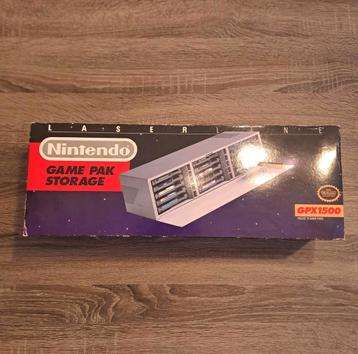 LASERLINE
Nintendo
GAME PAK
STORAGE
GPX1500